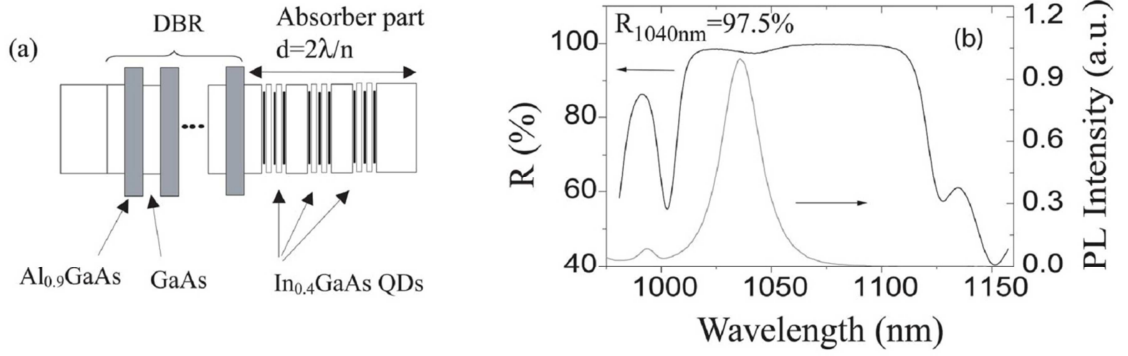 (a)
DBR
Absorber part
d=2λ/n
•••
Al₀.₉GaAs
GaAs
In₀.₄GaAs QDs
R₁₀₄₀ₙₘ=97.5%
(b)
R (%)
100
80
60
40
1000
1050
1100
1150
Wavelength (nm)
1.2
0.9
0.6
0.3
0.0
PL Intensity (a.u.)